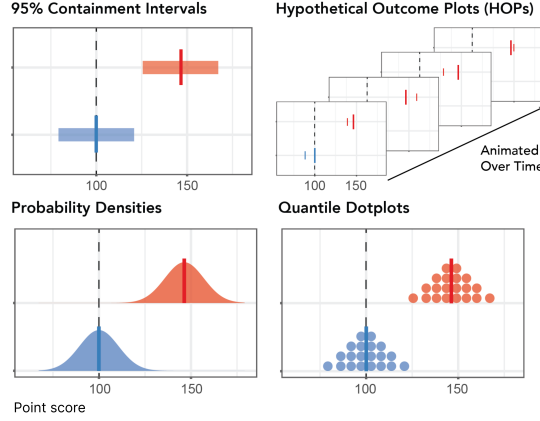 95% Containment Intervals
100 150
Hypothetical Outcome Plots (HOPs)
100 150
Animated
Over Time
Probability Densities
100 150
Quantile Dotplots
100 150
Point score